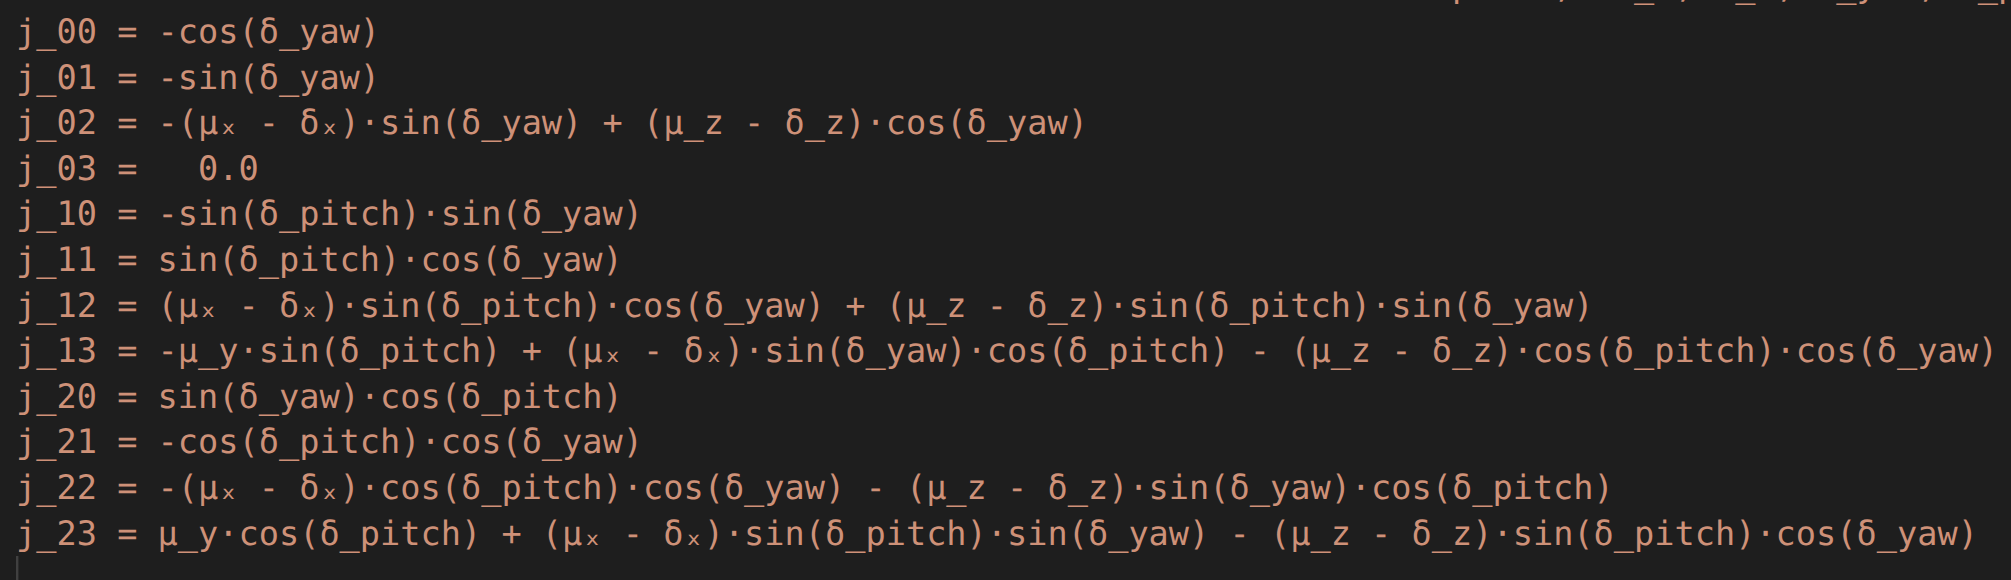 j_00 = -cos(δ_yaw)
j_01 = -sin(δ_yaw)
j_02 = -(μₓ - δₓ)⋅sin(δ_yaw) + (μ_z - δ_z)⋅cos(δ_yaw)
j_03 =   0.0
j_10 = -sin(δ_pitch)⋅sin(δ_yaw)
j_11 = sin(δ_pitch)⋅cos(δ_yaw)
j_12 = (μₓ - δₓ)⋅sin(δ_pitch)⋅cos(δ_yaw) + (μ_z - δ_z)⋅sin(δ_pitch)⋅sin(δ_yaw)
j_13 = -μ_y⋅sin(δ_pitch) + (μₓ - δₓ)⋅sin(δ_yaw)⋅cos(δ_pitch) - (μ_z - δ_z)⋅cos(δ_pitch)⋅cos(δ_yaw)
j_20 = sin(δ_yaw)⋅cos(δ_pitch)
j_21 = -cos(δ_pitch)⋅cos(δ_yaw)
j_22 = -(μₓ - δₓ)⋅cos(δ_pitch)⋅cos(δ_yaw) - (μ_z - δ_z)⋅sin(δ_yaw)⋅cos(δ_pitch)
j_23 = μ_y⋅cos(δ_pitch) + (μₓ - δₓ)⋅sin(δ_pitch)⋅sin(δ_yaw) - (μ_z - δ_z)⋅sin(δ_pitch)⋅cos(δ_yaw)